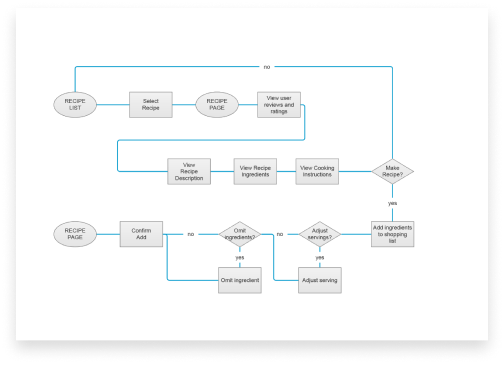 no
RECIPE
LIST
Select
Recipe
RECIPE
PAGE
View user
reviews and
ratings
View
Recipe
Description
View Recipe
Ingredients
View Cooking
Instructions
Make
Recipe?
yes
RECIPE
PAGE
Confirm
Add
no
Omit
ingredients?
no
Adjust
servings?
Add ingredients
to shopping
list
yes
yes
Omit ingredient
Adjust serving